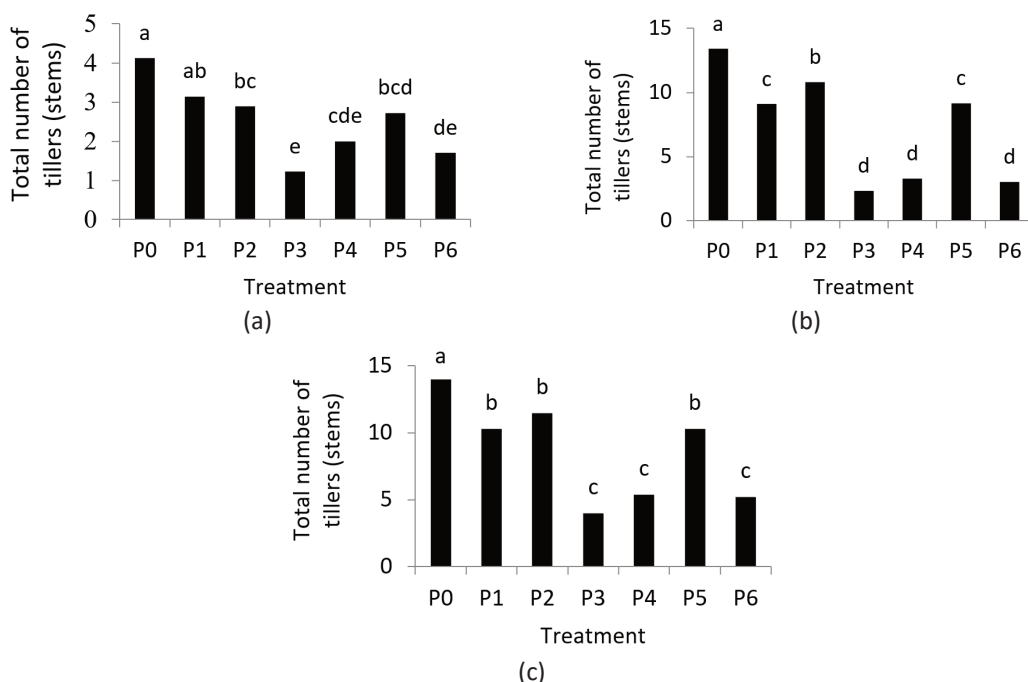 Total number of
tillers (stems)
5
4
3
2
1
0
a
ab
bc
e
cde
bcd
de
P0 P1 P2 P3 P4 P5 P6
Treatment
(a)
Total number of
tillers (stems)
15
10
5
0
a
c
b
d
d
c
d
P0 P1 P2 P3 P4 P5 P6
Treatment
(b)
Total number of
tillers (stems)
15
10
5
0
a
b
b
c
c
b
c
P0 P1 P2 P3 P4 P5 P6
Treatment
(c)